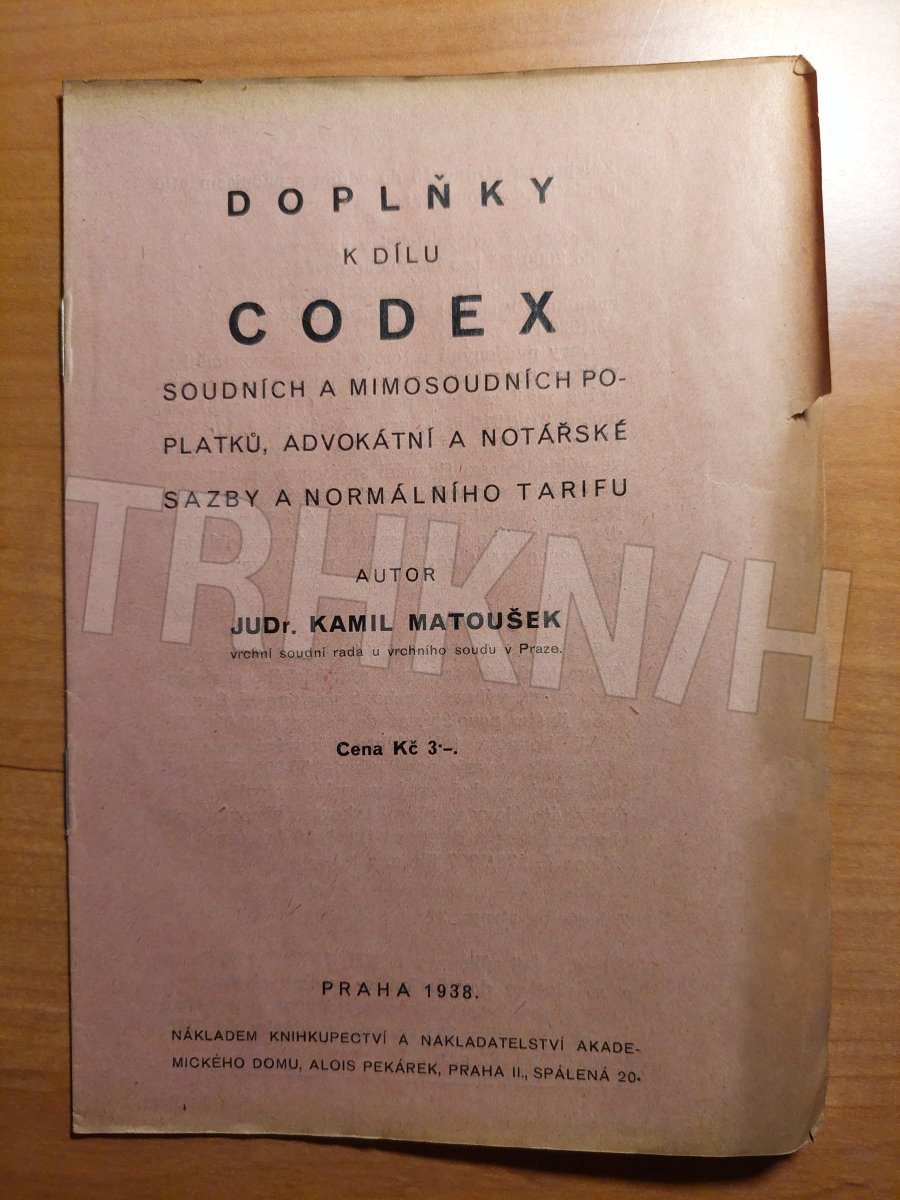 DOPLŇKY
K DÍLU
CODEX
SOUDNÍCH A MIMOSOUDNÍCH PO-
PLATKŮ, ADVOKÁTNÍ A NOTÁŘSKÉ
SAZBY A NORMÁLNÍHO TARIFU
TRHKN/H
AUTOR
JUDr. KAMIL MATOUŠEK
vrchní soudní rada u vrchního soudu v Praze.
Cena Kč 3·–.
PRAHA 1938.
NÁKLADEM KNIHKUPECTVÍ A NAKLADATELSTVÍ AKADE-
MICKÉHO DOMU, ALOIS PEKÁREK, PRAHA II., SPÁLENÁ 20.